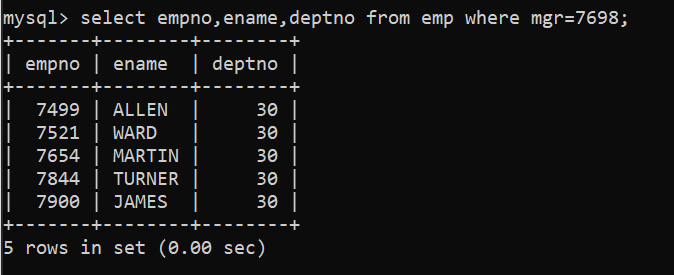 mysql> select empno,ename,deptno from emp where mgr=7698;
+-------+--------+--------+
| empno | ename  | deptno |
+-------+--------+--------+
|  7499 | ALLEN  |     30 |
|  7521 | WARD   |     30 |
|  7654 | MARTIN |     30 |
|  7844 | TURNER |     30 |
|  7900 | JAMES  |     30 |
+-------+--------+--------+
5 rows in set (0.00 sec)